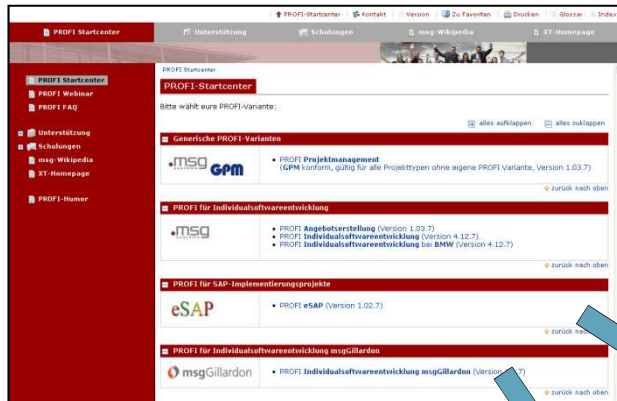 PROFI-Startcenter Kontakt Version Zu Favoriten Drucken Glossar Index
PROFI Startcenter Unterstützung Schulungen msg-Wikipedia XT-Homepage
PROFI Startcenter
PROFI Startcenter
PROFI Webinar
PROFI FAQ
Unterstützung
Schulungen
msg-Wikipedia
XT-Homepage
PROFI-Humor
PROFI-Startcenter
Bitte wählt eure PROFI-Variante:
alles aufklappen alles zuklappen
Generische PROFI-Varianten
.msg GPM
PROFI Projektmanagement
(GPM konform, gültig für alle Projekttypen ohne eigene PROFI Variante, Version 1.03.7)
zurück nach oben
PROFI für Individualsoftwareentwicklung
.msg
PROFI Angebotserstellung (Version 1.03.7)
PROFI Individualsoftwareentwicklung (Version 4.12.7)
PROFI Individualsoftwareentwicklung bei BMW (Version 4.12.7)
zurück nach oben
PROFI für SAP-Implementierungsprojekte
eSAP
PROFI eSAP (Version 1.02.7)
zurück
PROFI für Individualsoftwareentwicklung msgGillardon
msgGillardon
PROFI Individualsoftwareentwicklung msgGillardon
zurück nach oben